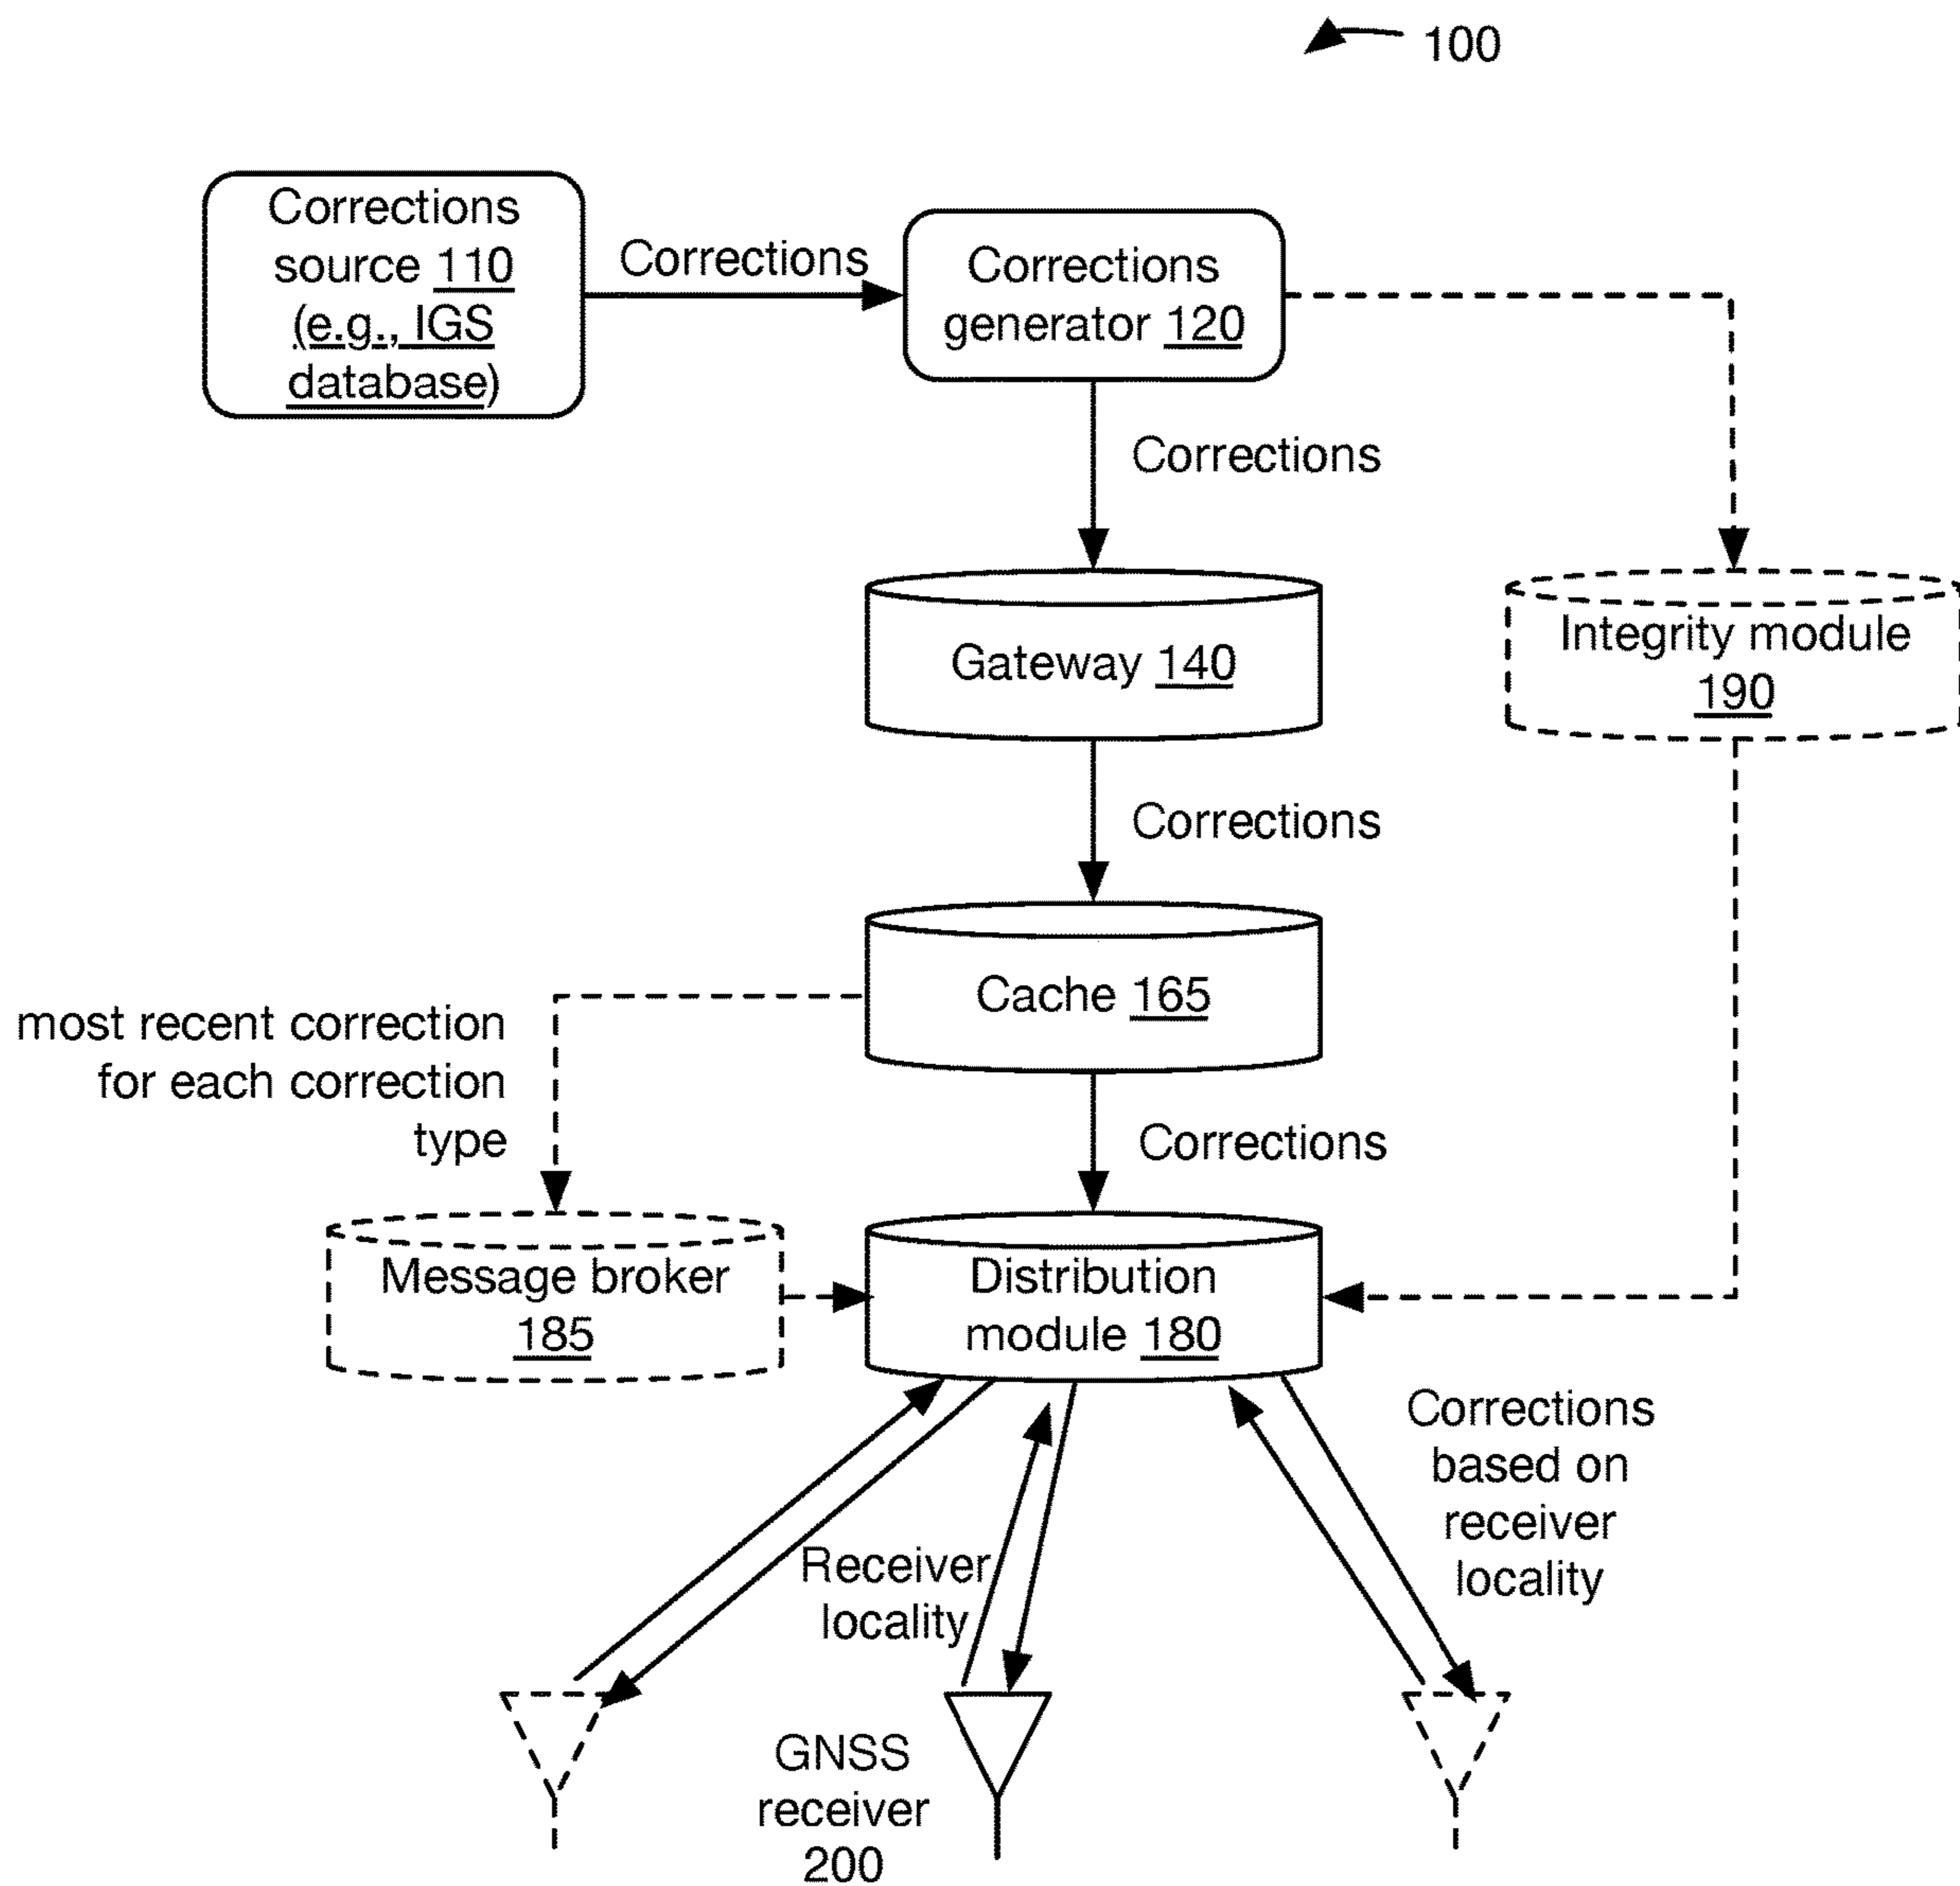 100
Corrections
source 110
(e.g., IGS
database)
Corrections
Corrections
generator 120
Corrections
Gateway 140
Integrity module
190
Corrections
Cache 165
most recent correction
for each correction
type
Corrections
Message broker
185
Distribution
module 180
Corrections
based on
receiver
locality
Receiver
locality
GNSS
receiver
200